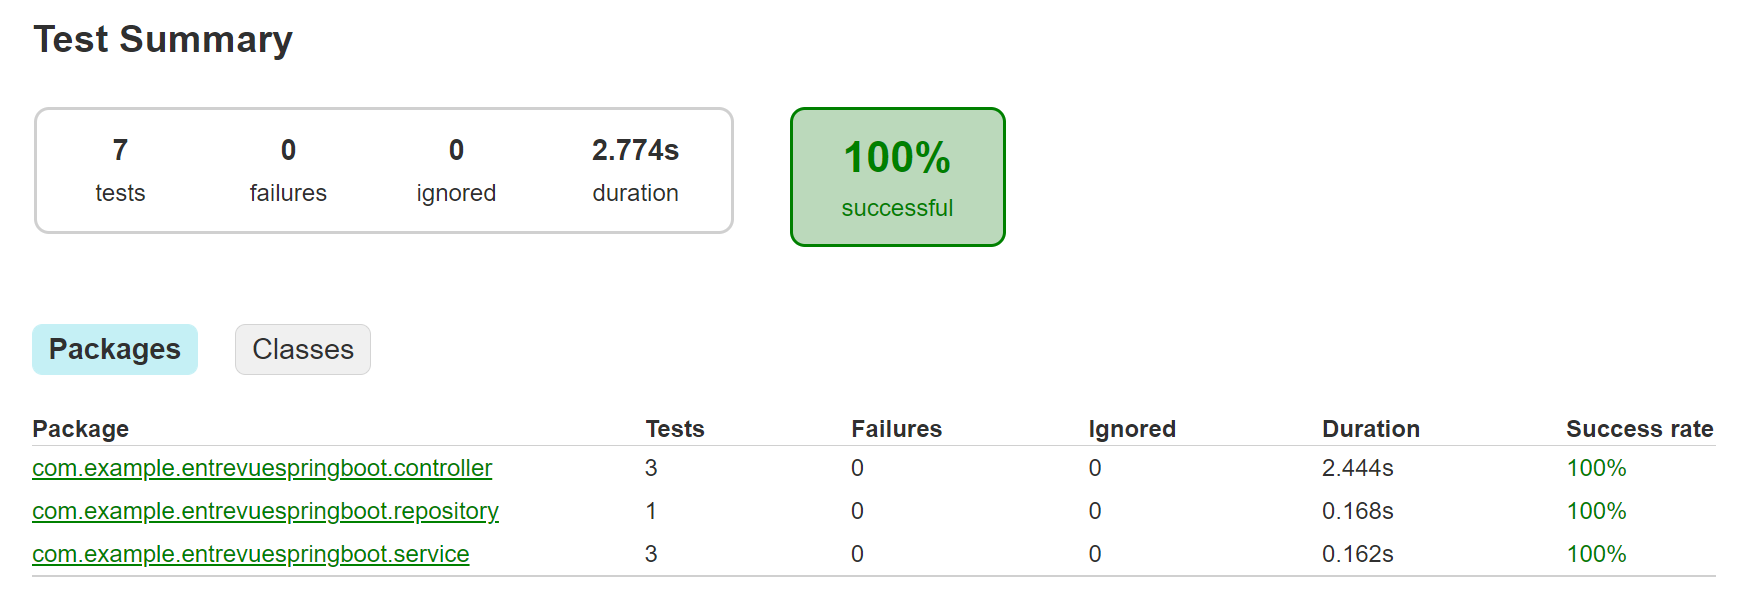 Test Summary
7 0 0 2.774s
tests failures ignored duration
100%
successful
Packages Classes
Package Tests Failures Ignored Duration Success rate
com.example.entrevuespringboot.controller 3 0 0 2.444s 100%
com.example.entrevuespringboot.repository 1 0 0 0.168s 100%
com.example.entrevuespringboot.service 3 0 0 0.162s 100%